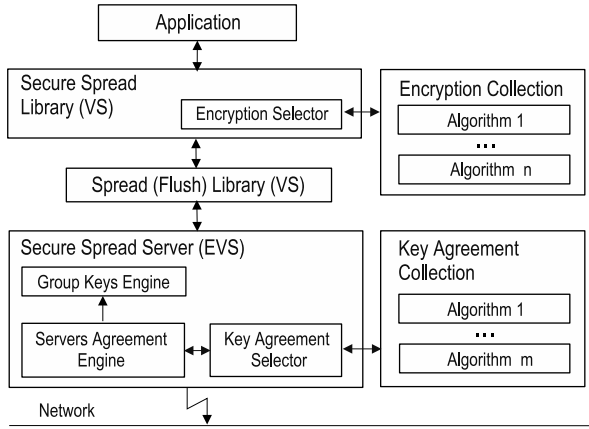 Application
Secure Spread
Library (VS)
Encryption Selector
Encryption Collection
Algorithm 1
...
Algorithm n
Spread (Flush) Library (VS)
Secure Spread Server (EVS)
Group Keys Engine
Servers Agreement
Engine
Key Agreement
Selector
Key Agreement
Collection
Algorithm 1
...
Algorithm m
Network